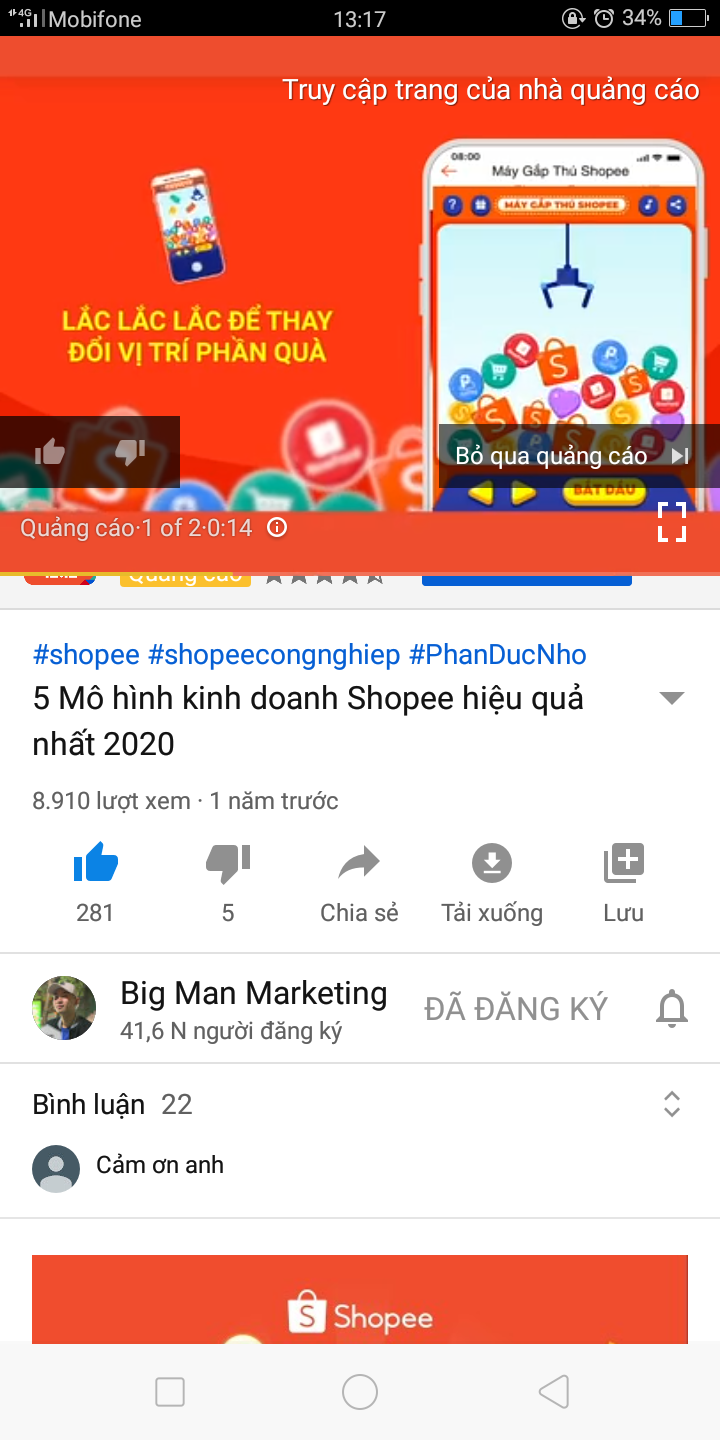 4G Mobifone 13:17 34%
Truy cập trang của nhà quảng cáo
08:00
Máy Gắp Thú Shopee
MÁY GẮP THÚ SHOPEE
LẮC LẮC LẮC ĐỂ THAY
ĐỔI VỊ TRÍ PHẦN QUÀ
Bỏ qua quảng cáo
BẮT ĐẦU
Quảng cáo·1 of 2·0:14
Quảng cáo
#shopee #shopeecongnghiep #PhanDucNho
5 Mô hình kinh doanh Shopee hiệu quả
nhất 2020
8.910 lượt xem · 1 năm trước
281 5 Chia sẻ Tải xuống Lưu
Big Man Marketing
41,6 N người đăng ký
ĐÃ ĐĂNG KÝ
Bình luận 22
Cảm ơn anh
Shopee